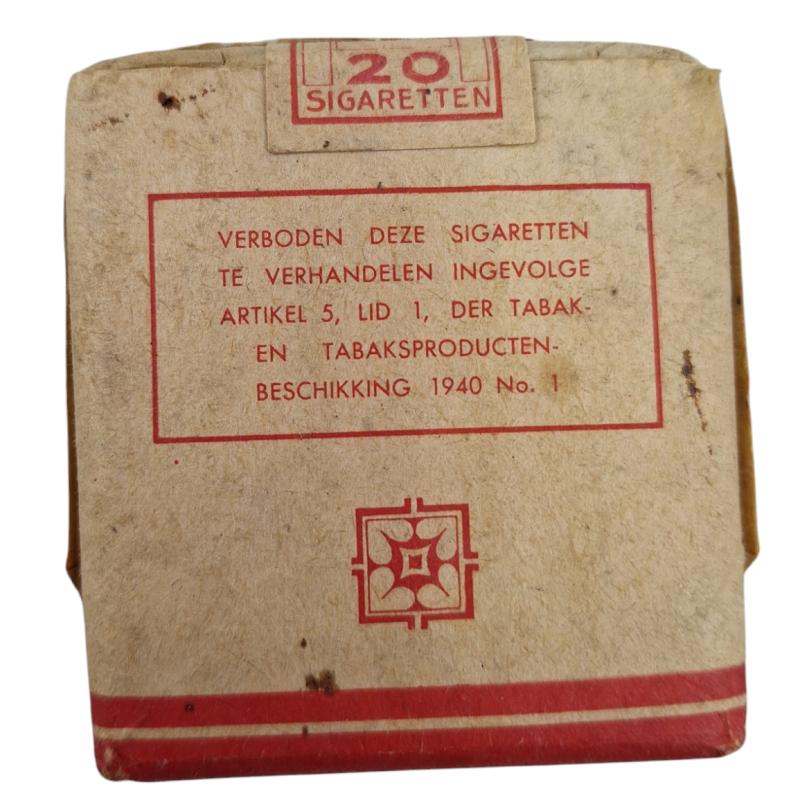 20
SIGARETTEN
VERBODEN DEZE SIGARETTEN
TE VERHANDELEN INGEVOLGE
ARTIKEL 5, LID 1, DER TABAK-
EN TABAKSPRODUCTEN-
BESCHIKKING 1940 No. 1